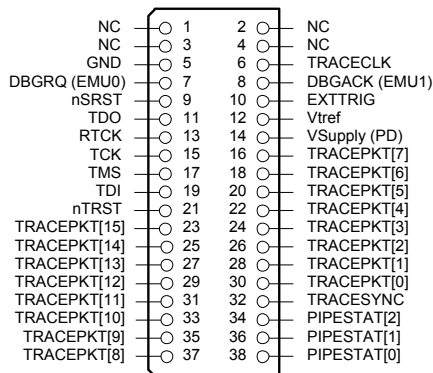 NC 1 2 NC
NC 3 4 NC
GND 5 6 TRACECLK
DBGRQ (EMU0) 7 8 DBGACK (EMU1)
nSRST 9 10 EXTTRIG
TDO 11 12 Vtref
RTCK 13 14 VSupply (PD)
TCK 15 16 TRACEPKT[7]
TMS 17 18 TRACEPKT[6]
TDI 19 20 TRACEPKT[5]
nTRST 21 22 TRACEPKT[4]
TRACEPKT[15] 23 24 TRACEPKT[3]
TRACEPKT[14] 25 26 TRACEPKT[2]
TRACEPKT[13] 27 28 TRACEPKT[1]
TRACEPKT[12] 29 30 TRACEPKT[0]
TRACEPKT[11] 31 32 TRACESYNC
TRACEPKT[10] 33 34 PIPESTAT[2]
TRACEPKT[9] 35 36 PIPESTAT[1]
TRACEPKT[8] 37 38 PIPESTAT[0]